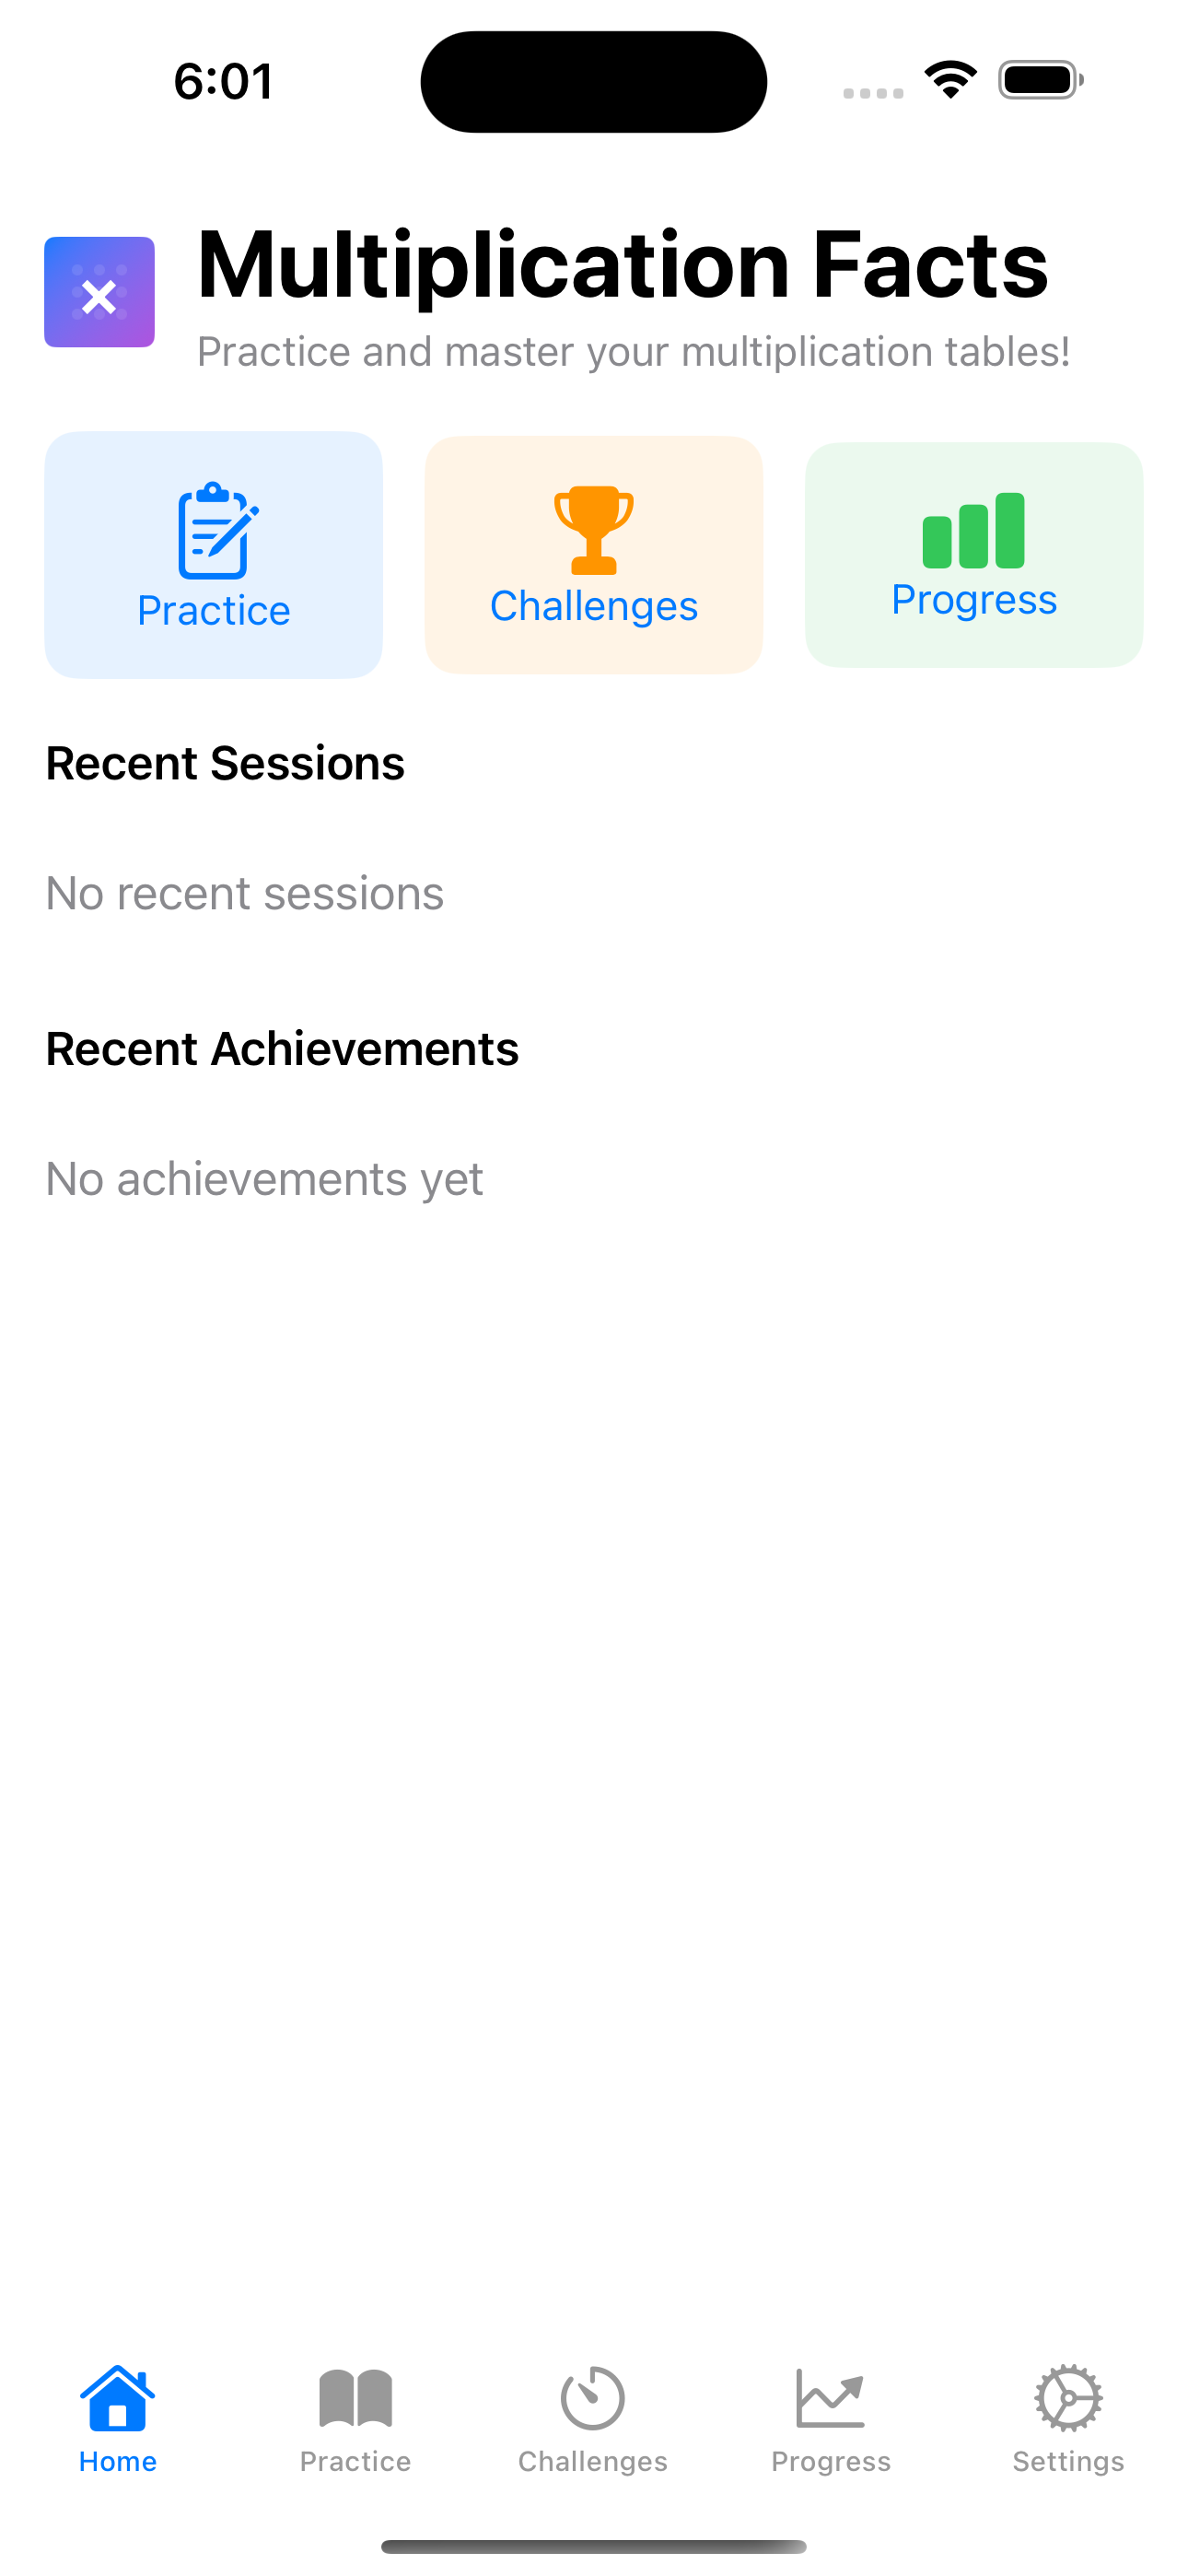 6:01
Multiplication Facts
Practice and master your multiplication tables!
Practice
Challenges
Progress
Recent Sessions
No recent sessions
Recent Achievements
No achievements yet
Home
Practice
Challenges
Progress
Settings